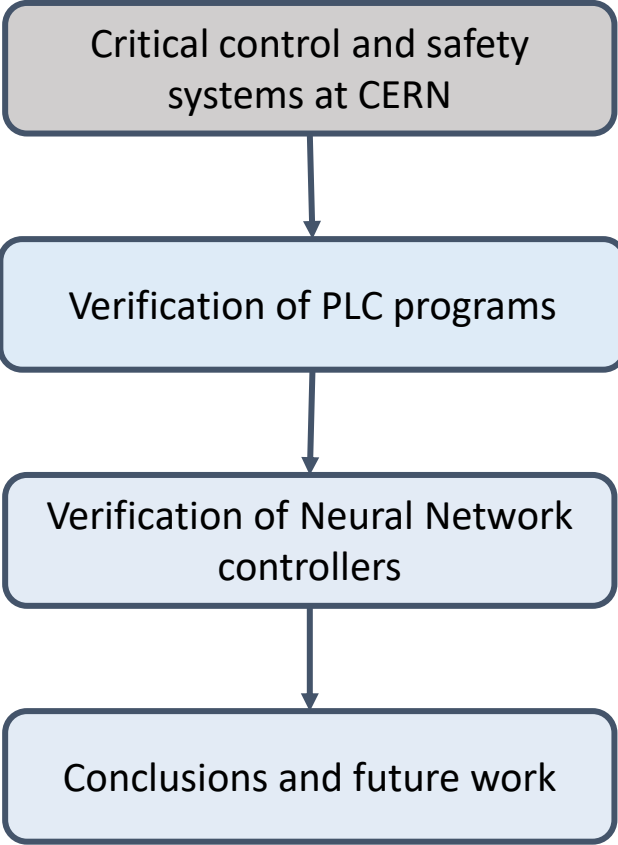 Critical control and safety
systems at CERN
Verification of PLC programs
Verification of Neural Network
controllers
Conclusions and future work